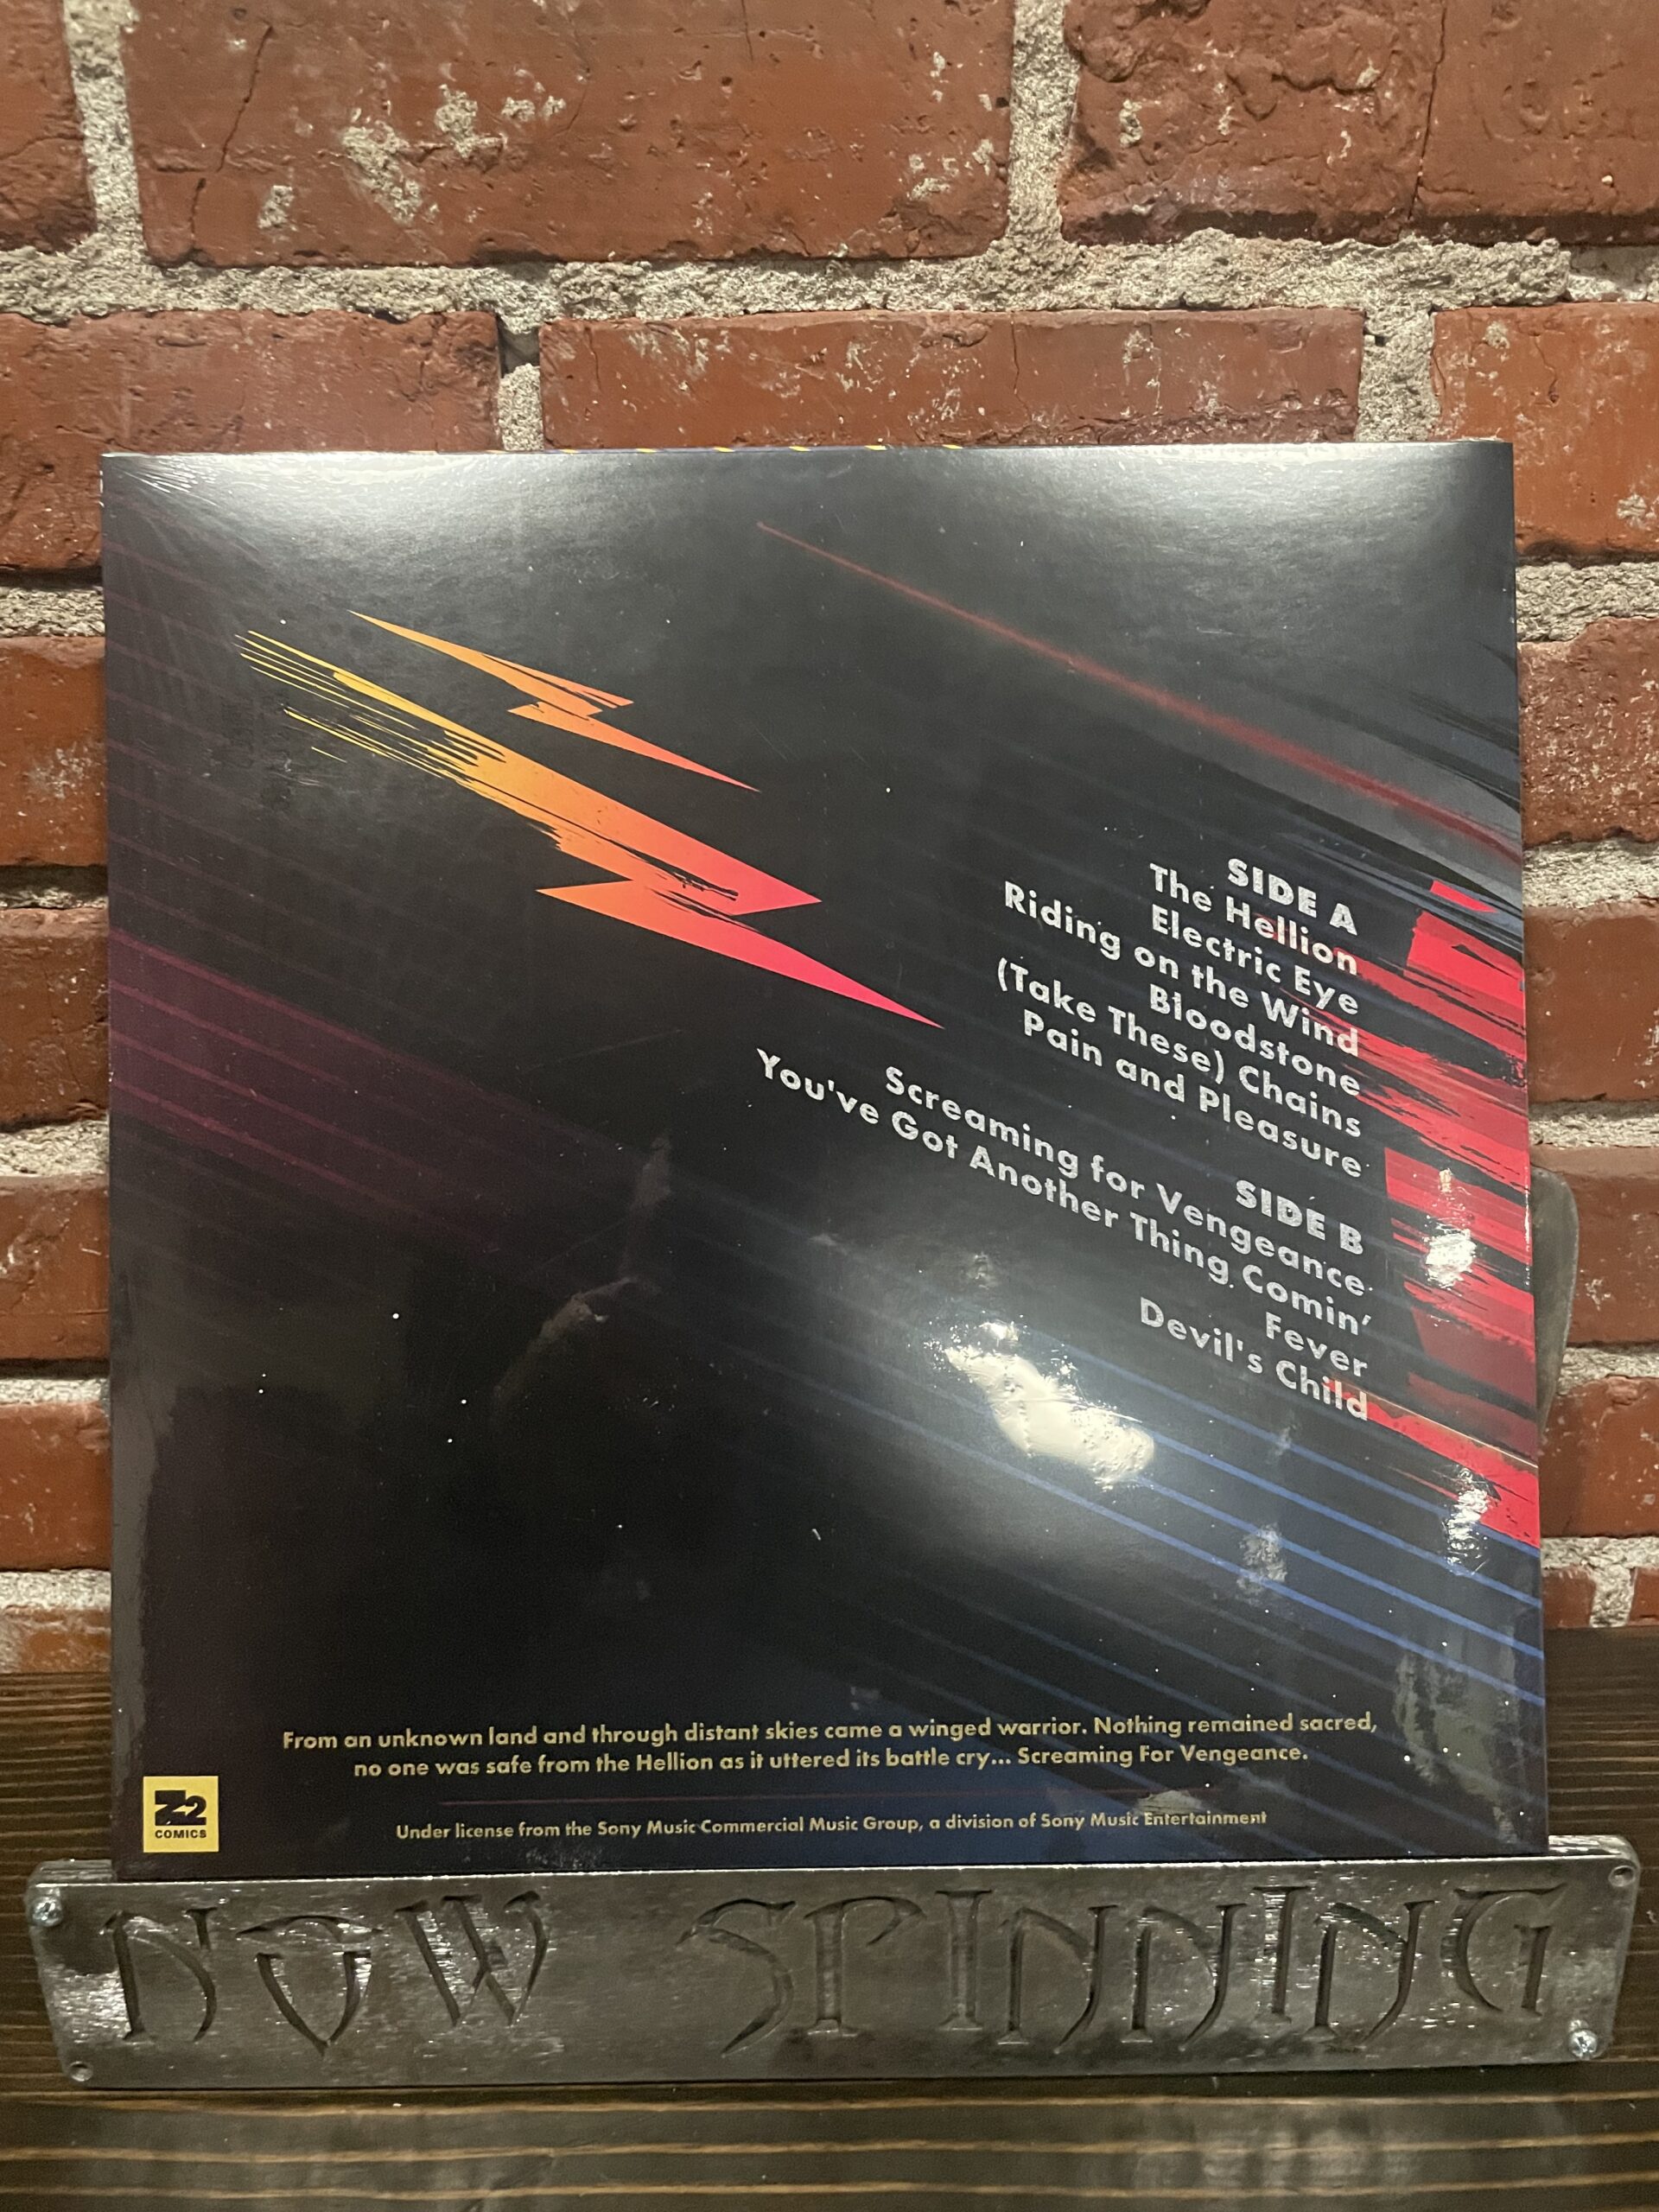 SIDE A
The Hellion
Electric Eye
Riding on the Wind
Bloodstone
(Take These) Chains
Pain and Pleasure
SIDE B
Screaming for Vengeance
You've Got Another Thing Comin'
Fever
Devil's Child
From an unknown land and through distant skies came a winged warrior. Nothing remained sacred,
no one was safe from the Hellion as it uttered its battle cry... Screaming For Vengeance.
Z2
COMICS
Under license from the Sony Music Commercial Music Group, a division of Sony Music Entertainment
NOW SPINNING